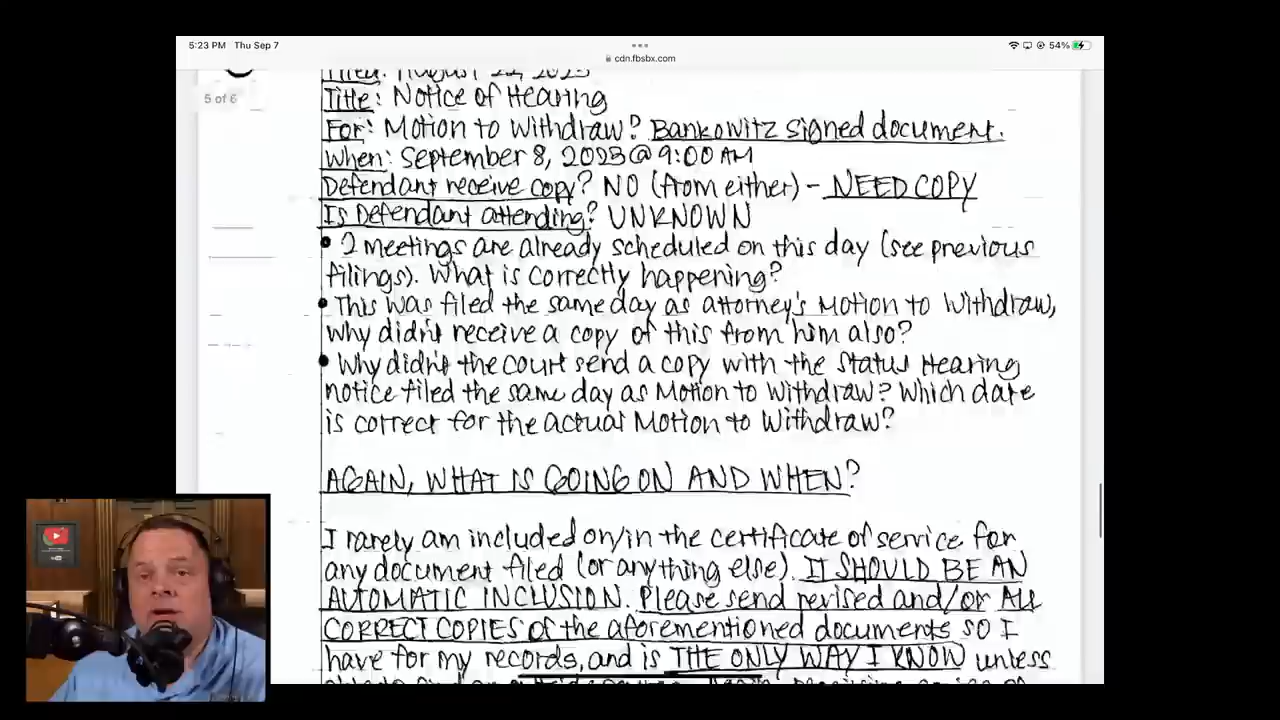 5:23 PM Thu Sep 7
54%
cdn.fbsbx.com
5 of 6
Title: Notice of Hearing
For: Motion to Withdraw? Bankowitz signed document.
When: September 8, 2023 @ 9:00 AM
Defendant receive copy? NO (from either) - NEED COPY
Is Defendant attending? UNKNOWN
• 2 meetings are already scheduled on this day (see previous
filings). What is correctly happening?
• This was filed the same day as attorney's Motion to Withdraw,
why didn't receive a copy of this from him also?
• Why didn't the court send a copy with the Status Hearing
notice filed the same day as Motion to Withdraw? Which date
is correct for the actual Motion to Withdraw?
AGAIN, WHAT IS GOING ON AND WHEN?
I rarely am included on/in the certificate of service for
any document filed (or anything else). IT SHOULD BE AN
AUTOMATIC INCLUSION. Please send revised and/or ALL
CORRECT COPIES of the aforementioned documents so I
have for my records, and is THE ONLY WAY I KNOW unless